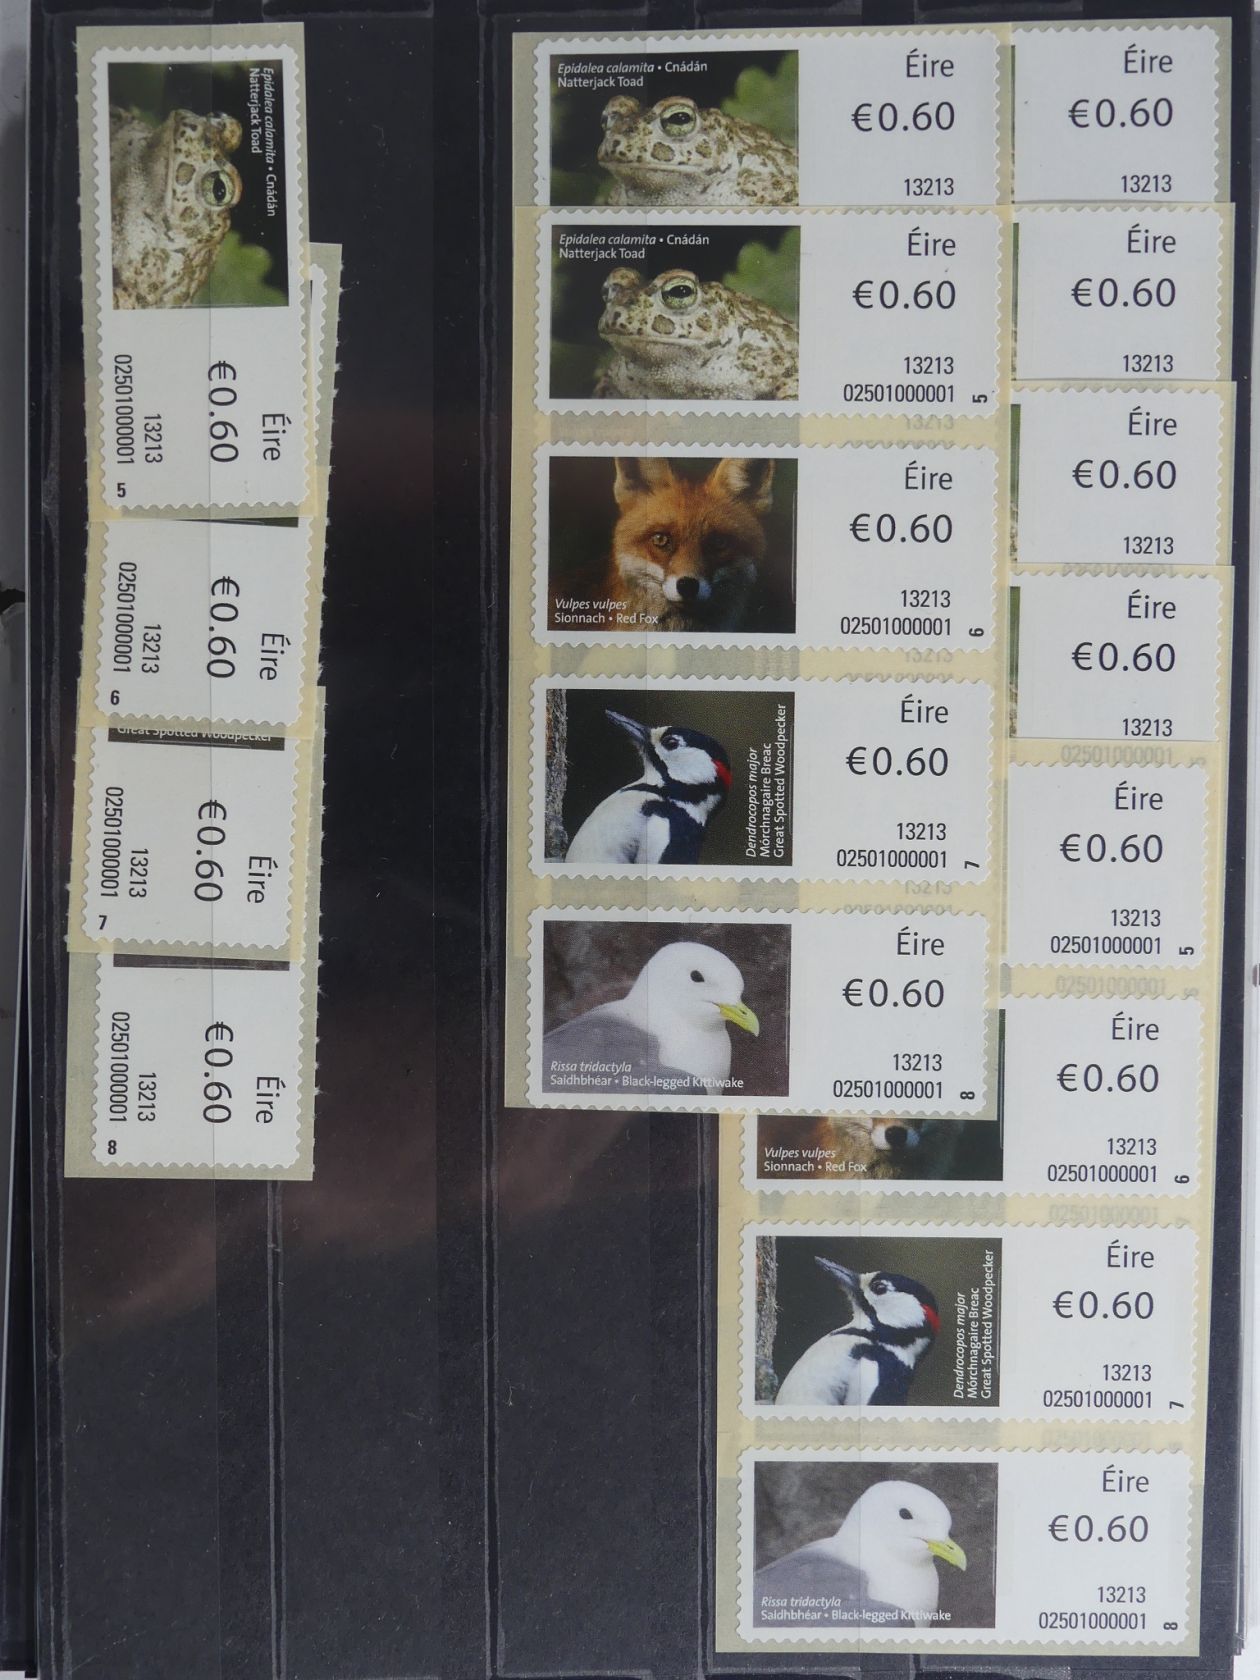 Epidalea calamita • Cnádán
Natterjack Toad
Éire
€0.60
13213
02501000001
5
Éire
€0.60
13213
02501000001
6
Great Spotted Woodpecker
Éire
€0.60
13213
02501000001
7
Éire
€0.60
13213
02501000001
8
Epidalea calamita • Cnádán
Natterjack Toad
Éire
€0.60
13213
Epidalea calamita • Cnádán
Natterjack Toad
Éire
€0.60
13213
02501000001
5
Vulpes vulpes
Sionnach • Red Fox
Éire
€0.60
13213
02501000001
6
Dendrocopos major
Mórchnagaire Breac
Great Spotted Woodpecker
Éire
€0.60
13213
02501000001
7
Rissa tridactyla
Saidhbhéar • Black-legged Kittiwake
Éire
€0.60
13213
02501000001
8
Éire
€0.60
13213
Éire
€0.60
13213
Éire
€0.60
13213
Éire
€0.60
13213
02501000001
5
Éire
€0.60
13213
02501000001
5
Vulpes vulpes
Sionnach • Red Fox
Éire
€0.60
13213
02501000001
6
Dendrocopos major
Mórchnagaire Breac
Great Spotted Woodpecker
Éire
€0.60
13213
02501000001
7
Rissa tridactyla
Saidhbhéar • Black-legged Kittiwake
Éire
€0.60
13213
02501000001
8